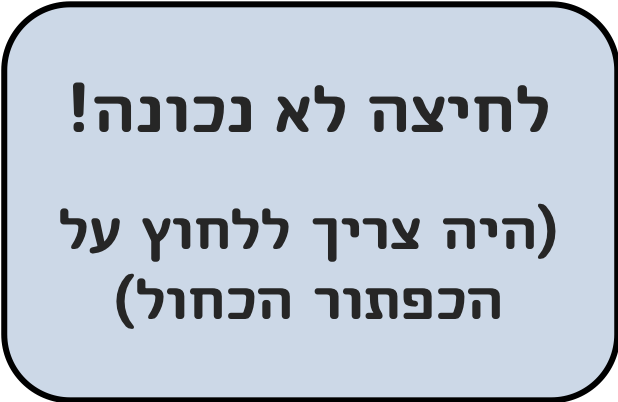 לחיצה לא נכונה!
(היה צריך ללחוץ על
הכפתור הכחול)